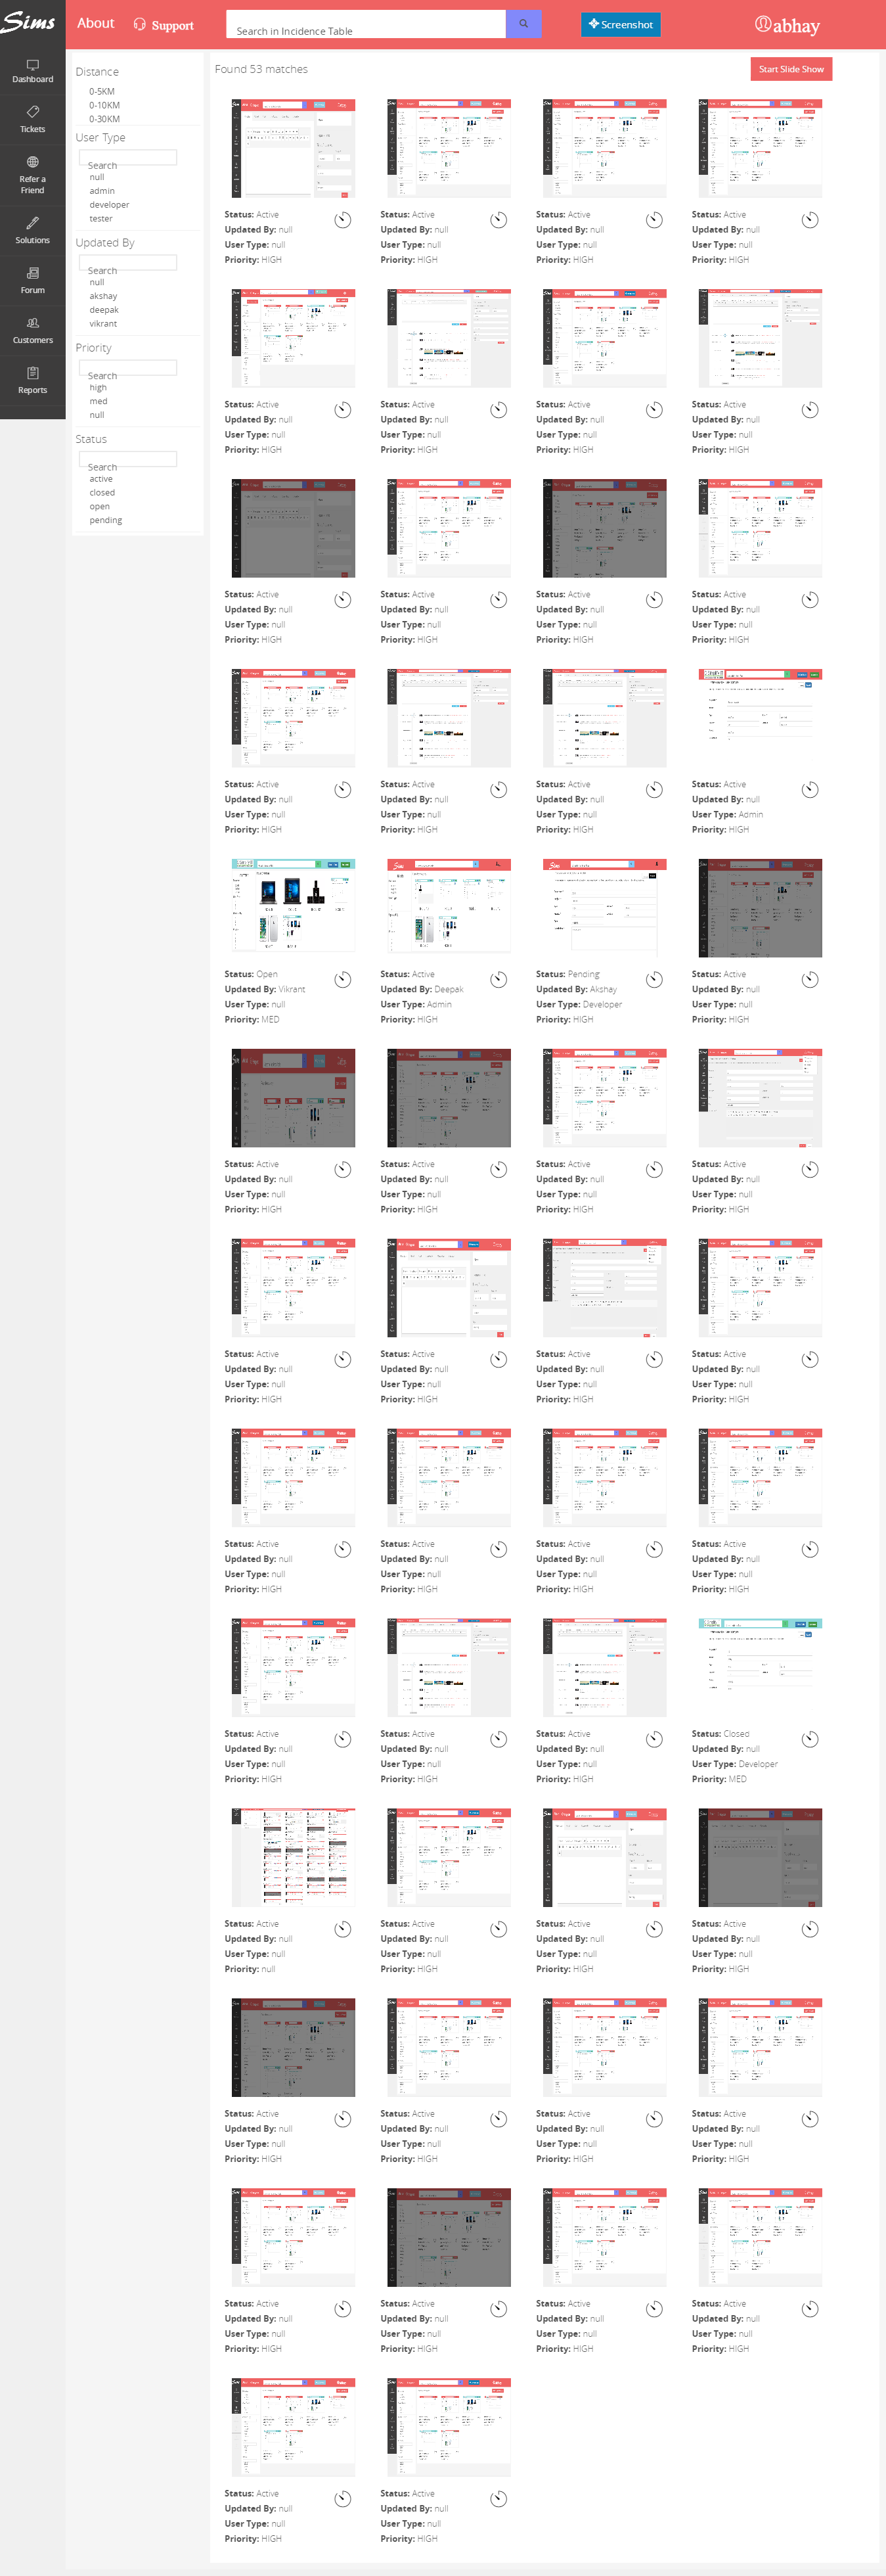 Sims
About
Support
Search in Incidence Table
Screenshot
abhay
Dashboard
Tickets
Refer a
Friend
Solutions
Forum
Customers
Reports
Distance
0-5KM
0-10KM
0-30KM
User Type
Search
null
admin
developer
tester
Updated By
Search
null
akshay
deepak
vikrant
Priority
Search
high
med
null
Status
Search
active
closed
open
pending
Found 53 matches
Start Slide Show
Status: Active
Updated By: null
User Type: null
Priority: HIGH
Status: Active
Updated By: null
User Type: null
Priority: HIGH
Status: Active
Updated By: null
User Type: null
Priority: HIGH
Status: Active
Updated By: null
User Type: null
Priority: HIGH
Status: Active
Updated By: null
User Type: null
Priority: HIGH
Status: Active
Updated By: null
User Type: null
Priority: HIGH
Status: Active
Updated By: null
User Type: null
Priority: HIGH
Status: Active
Updated By: null
User Type: null
Priority: HIGH
Status: Active
Updated By: null
User Type: null
Priority: HIGH
Status: Active
Updated By: null
User Type: null
Priority: HIGH
Status: Active
Updated By: null
User Type: null
Priority: HIGH
Status: Active
Updated By: null
User Type: null
Priority: HIGH
Status: Active
Updated By: null
User Type: null
Priority: HIGH
Status: Active
Updated By: null
User Type: null
Priority: HIGH
Status: Active
Updated By: null
User Type: null
Priority: HIGH
Status: Active
Updated By: null
User Type: Admin
Priority: HIGH
Status: Open
Updated By: Vikrant
User Type: null
Priority: MED
Status: Active
Updated By: Deepak
User Type: Admin
Priority: HIGH
Status: Pending
Updated By: Akshay
User Type: Developer
Priority: HIGH
Status: Active
Updated By: null
User Type: null
Priority: HIGH
Status: Active
Updated By: null
User Type: null
Priority: HIGH
Status: Active
Updated By: null
User Type: null
Priority: HIGH
Status: Active
Updated By: null
User Type: null
Priority: HIGH
Status: Active
Updated By: null
User Type: null
Priority: HIGH
Status: Active
Updated By: null
User Type: null
Priority: HIGH
Status: Active
Updated By: null
User Type: null
Priority: HIGH
Status: Active
Updated By: null
User Type: null
Priority: HIGH
Status: Active
Updated By: null
User Type: null
Priority: HIGH
Status: Active
Updated By: null
User Type: null
Priority: HIGH
Status: Active
Updated By: null
User Type: null
Priority: HIGH
Status: Active
Updated By: null
User Type: null
Priority: HIGH
Status: Active
Updated By: null
User Type: null
Priority: HIGH
Status: Active
Updated By: null
User Type: null
Priority: HIGH
Status: Active
Updated By: null
User Type: null
Priority: HIGH
Status: Active
Updated By: null
User Type: null
Priority: HIGH
Status: Closed
Updated By: null
User Type: Developer
Priority: MED
Status: Active
Updated By: null
User Type: null
Priority: null
Status: Active
Updated By: null
User Type: null
Priority: HIGH
Status: Active
Updated By: null
User Type: null
Priority: HIGH
Status: Active
Updated By: null
User Type: null
Priority: HIGH
Status: Active
Updated By: null
User Type: null
Priority: HIGH
Status: Active
Updated By: null
User Type: null
Priority: HIGH
Status: Active
Updated By: null
User Type: null
Priority: HIGH
Status: Active
Updated By: null
User Type: null
Priority: HIGH
Status: Active
Updated By: null
User Type: null
Priority: HIGH
Status: Active
Updated By: null
User Type: null
Priority: HIGH
Status: Active
Updated By: null
User Type: null
Priority: HIGH
Status: Active
Updated By: null
User Type: null
Priority: HIGH
Status: Active
Updated By: null
User Type: null
Priority: HIGH
Status: Active
Updated By: null
User Type: null
Priority: HIGH